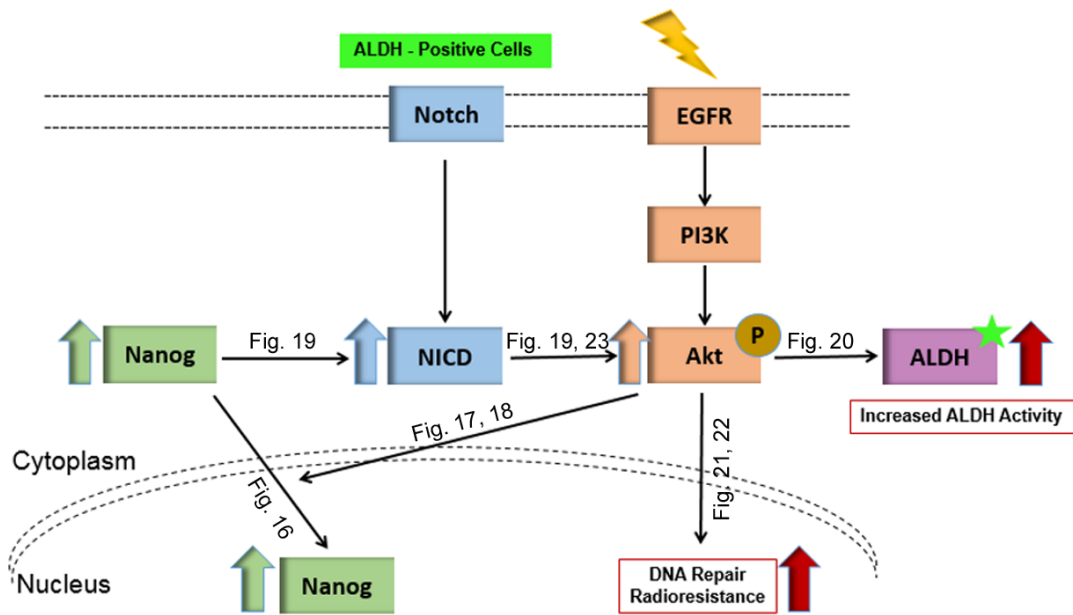 ALDH - Positive Cells
Notch
EGFR
PI3K
Nanog
Fig. 19
NICD
Fig. 19, 23
Akt
P
Fig. 20
ALDH
Increased ALDH Activity
Fig. 17, 18
Fig. 21, 22
Cytoplasm
Fig. 16
Nucleus
Nanog
DNA Repair
Radioresistance